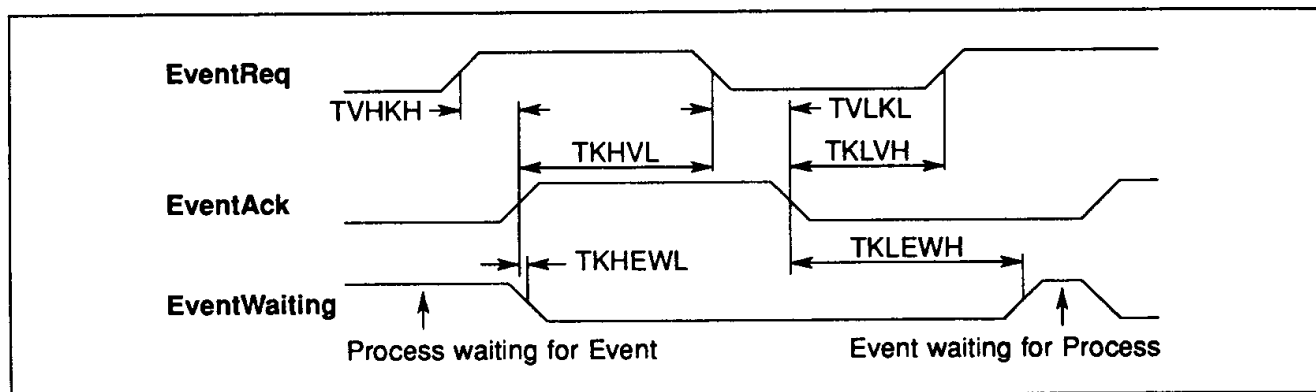 EventReq
TVHKH
TVLKL
TKHVL
TKLVH
EventAck
TKHEWL
TKLEWH
EventWaiting
Process waiting for Event
Event waiting for Process